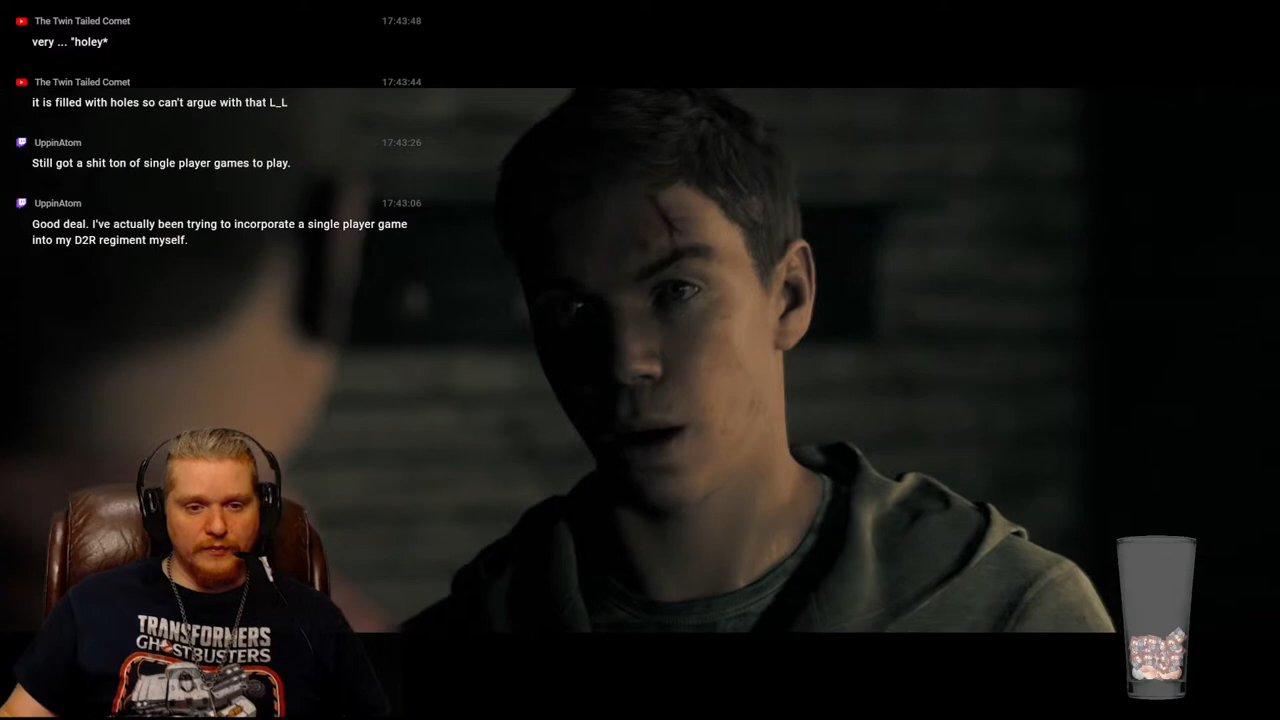 The Twin Tailed Comet 17:43:48
very ... "holey*
The Twin Tailed Comet 17:43:44
it is filled with holes so can't argue with that L_L
UppinAtom 17:43:26
Still got a shit ton of single player games to play.
UppinAtom 17:43:06
Good deal. I've actually been trying to incorporate a single player game
into my D2R regiment myself.
TRANSFORMERS
GHOSTBUSTERS